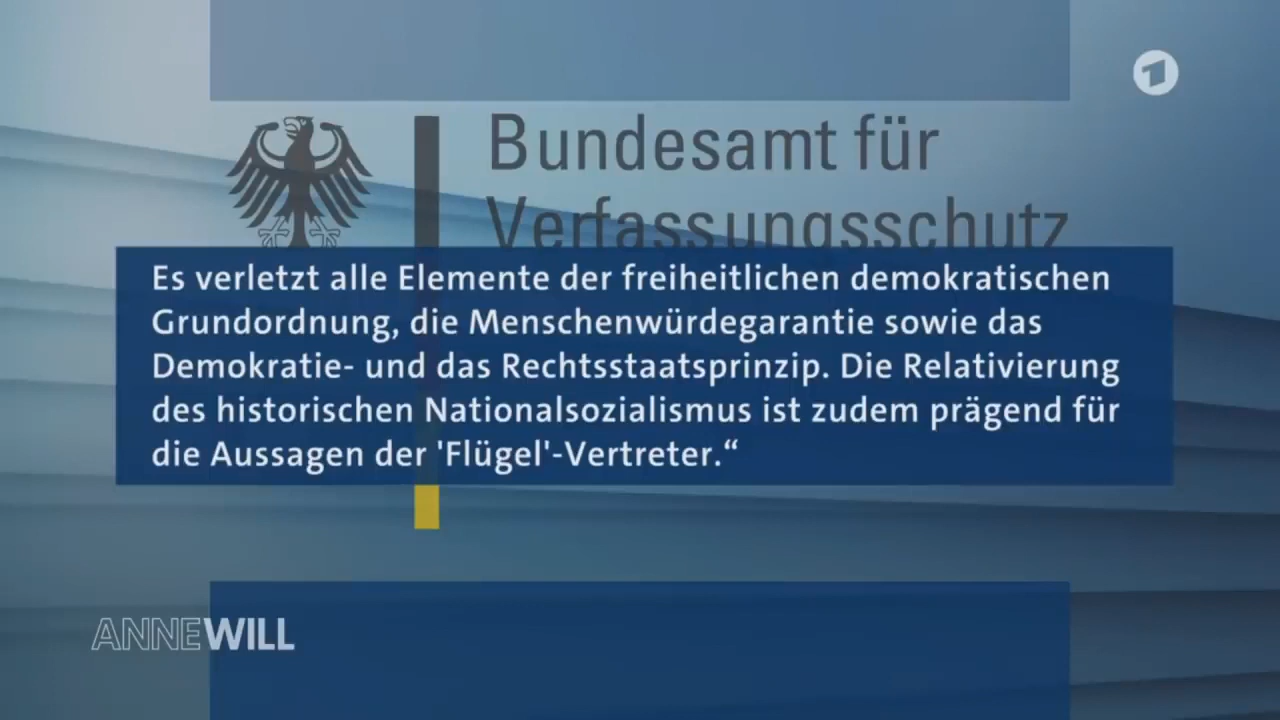 Bundesamt für
Verfassungsschutz
Es verletzt alle Elemente der freiheitlichen demokratischen
Grundordnung, die Menschenwürdegarantie sowie das
Demokratie- und das Rechtsstaatsprinzip. Die Relativierung
des historischen Nationalsozialismus ist zudem prägend für
die Aussagen der 'Flügel'-Vertreter.“
ANNEWILL